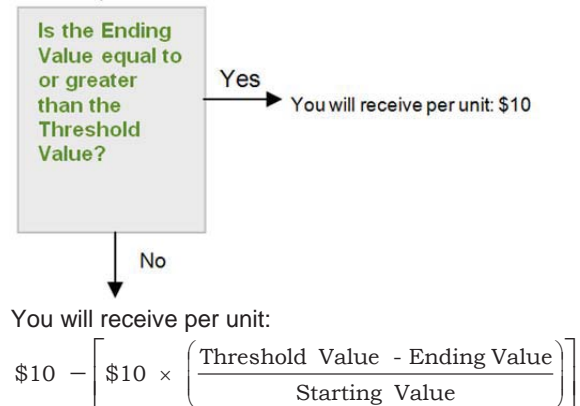 Is the Ending
Value equal to
or greater
than the
Threshold
Value?
Yes
You will receive per unit: $10
No
You will receive per unit:
$10 − [ $10 × ( Threshold Value - Ending Value / Starting Value ) ]